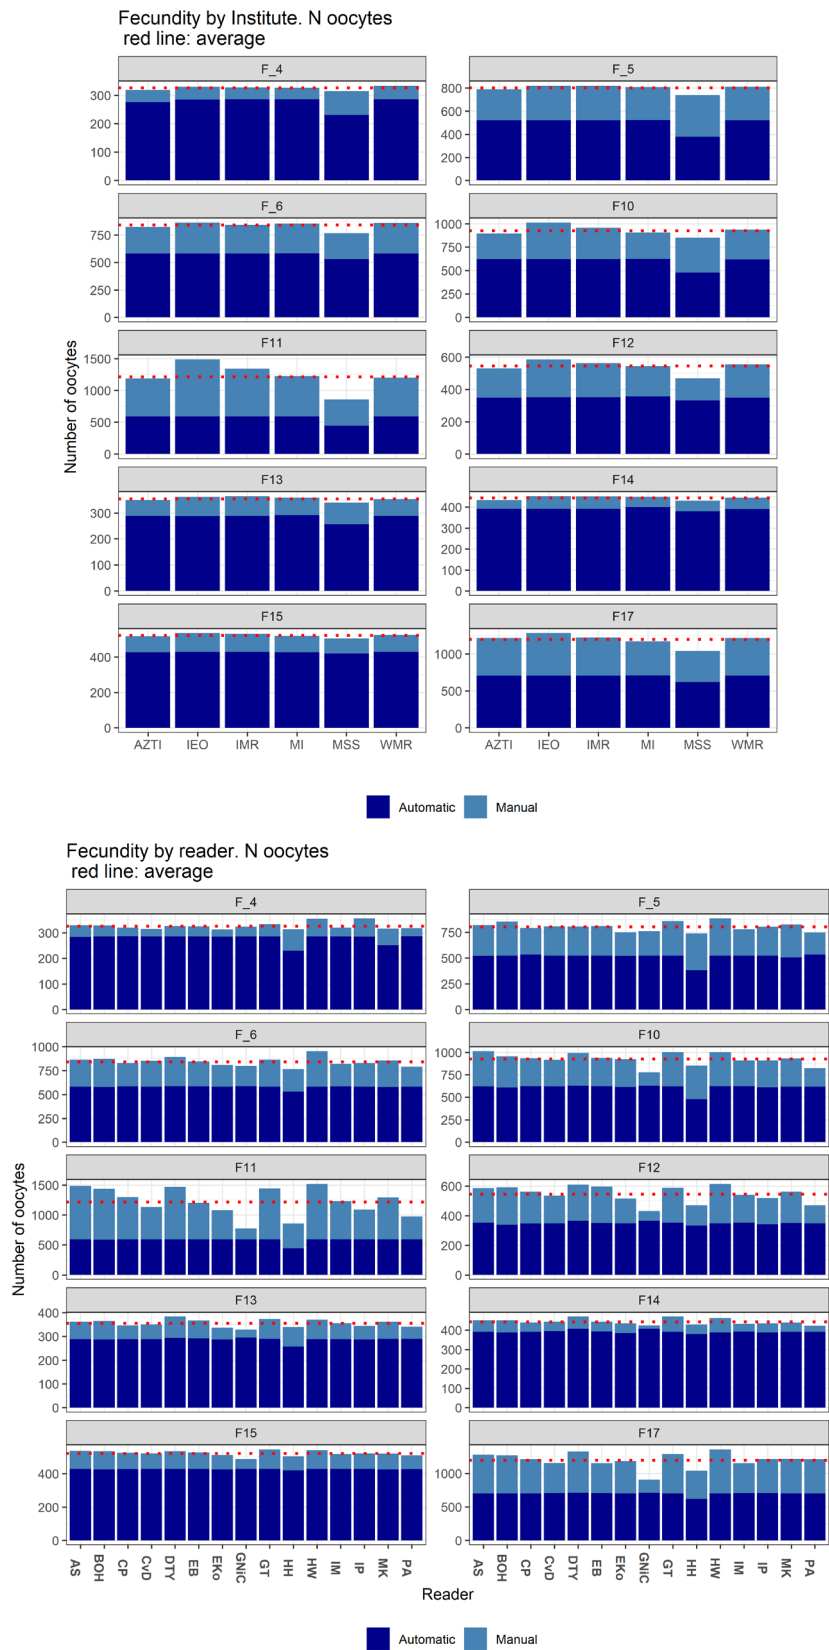 Fecundity by Institute. N oocytes
red line: average
F_4
F_5
300
200
100
0
800
600
400
200
0
F_6
F10
750
500
250
0
1000
750
500
250
0
F11
F12
1500
1000
500
0
600
400
200
0
F13
F14
300
200
100
0
400
300
200
100
0
F15
F17
400
200
0
1000
500
0
Number of oocytes
AZTI IEO IMR MI MSS WMR
AZTI IEO IMR MI MSS WMR
Automatic Manual
Fecundity by reader. N oocytes
red line: average
F_4
F_5
300
200
100
0
750
500
250
0
F_6
F10
1000
750
500
250
0
1000
750
500
250
0
F11
F12
1500
1000
500
0
600
400
200
0
F13
F14
400
300
200
100
0
400
300
200
100
0
F15
F17
400
200
0
1000
500
0
Number of oocytes
AS BOH CP CvD DTY EB EKo GNiC GT HH HW IM IP MK PA
AS BOH CP CvD DTY EB EKo GNiC GT HH HW IM IP MK PA
Reader
Automatic Manual